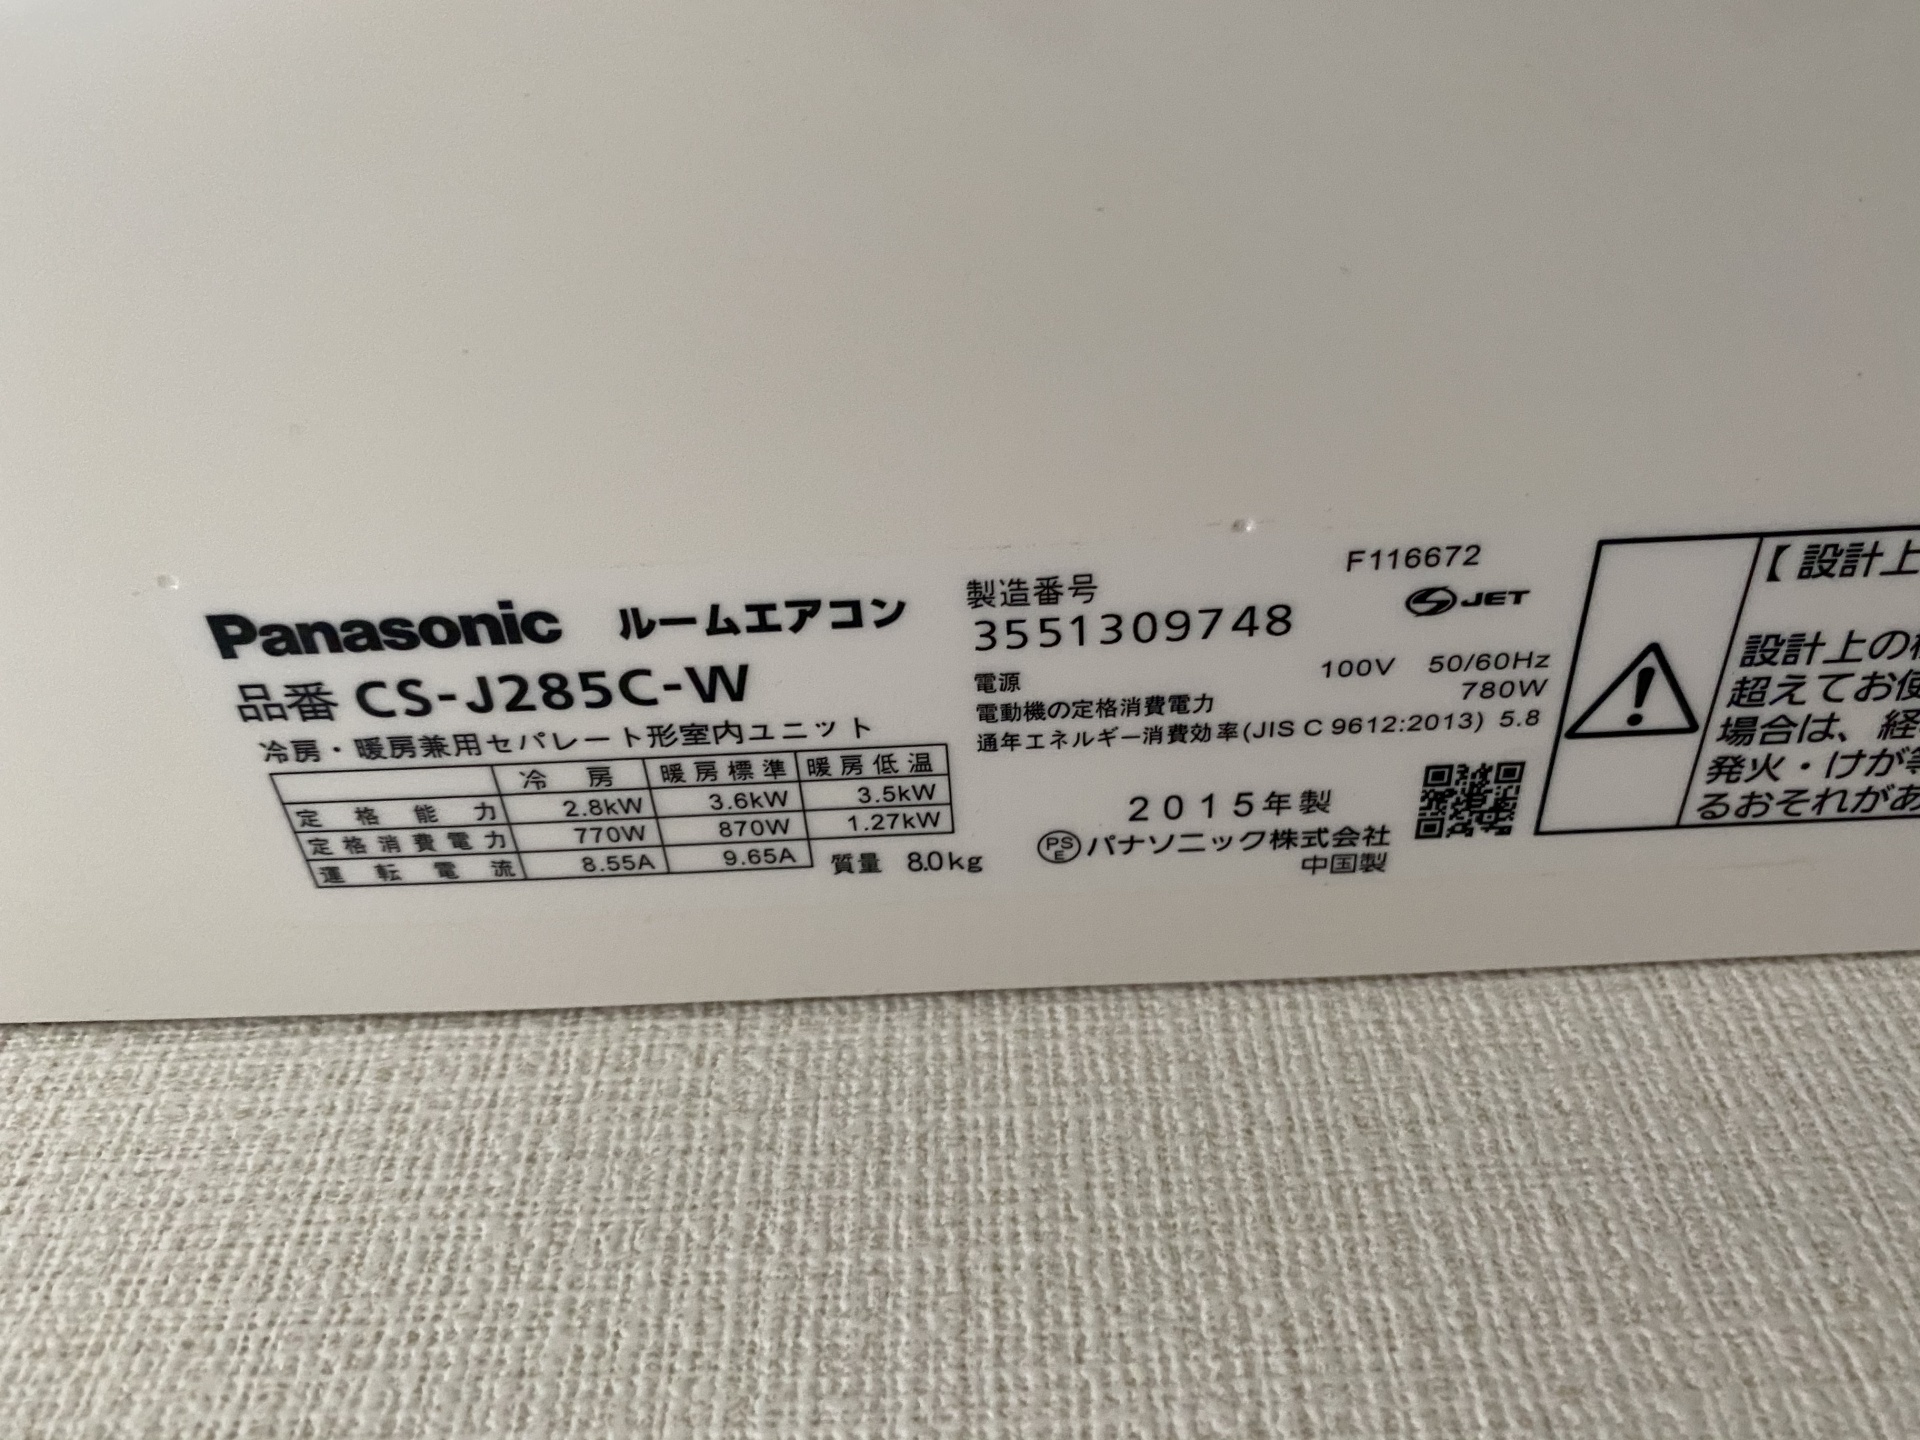 Panasonic ルームエアコン
品番 CS-J285C-W
冷房・暖房兼用セパレート形室内ユニット
冷房 暖房標準 暖房低温
定格能力 2.8kW 3.6kW 3.5kW
定格消費電力 770W 870W 1.27kW
運転電流 8.55A 9.65A
質量 8.0kg
F116672
製造番号
3551309748
JET
電源 100V 50/60Hz
電動機の定格消費電力 780W
通年エネルギー消費効率(JIS C 9612:2013) 5.8
2015年製
PSE パナソニック株式会社
中国製
【設計上
設計上の
超えてお使
場合は、経
発火・けが等
るおそれがあ